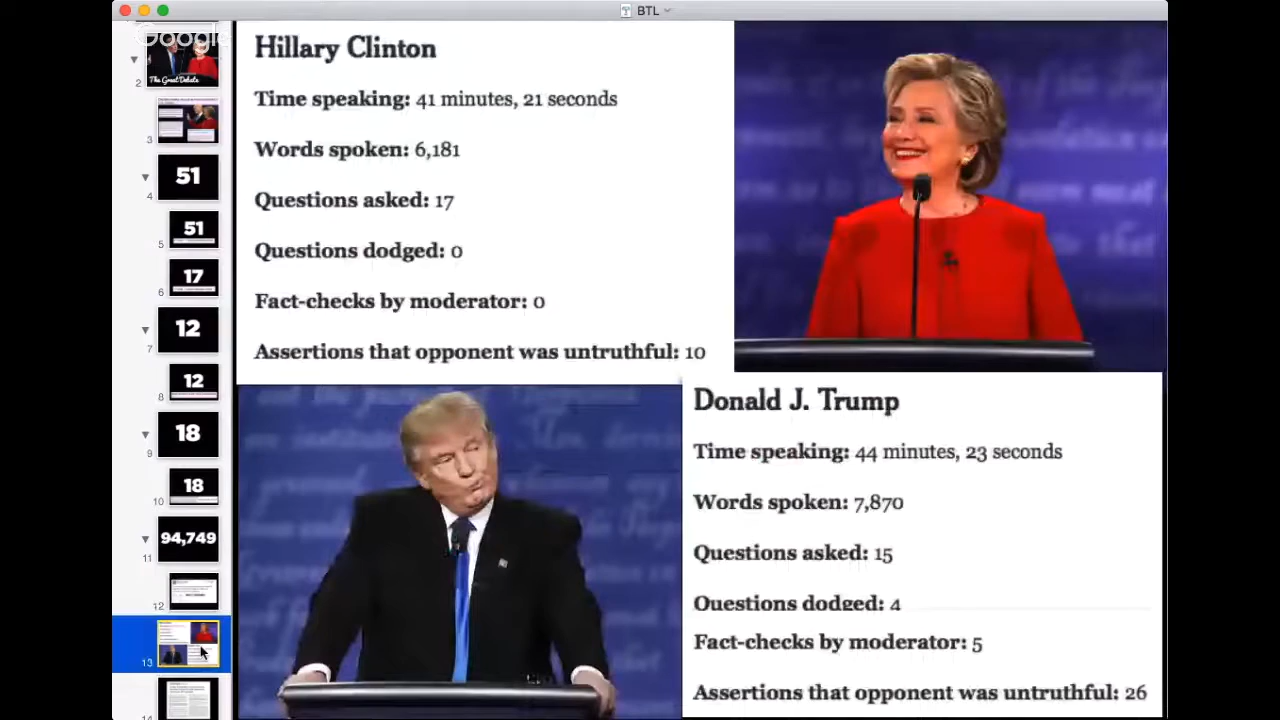 BTL
Google
The Great Debate
2
3
51
4
51
5
17
6
12
7
12
8
18
9
18
10
94,749
11
12
13
14
Hillary Clinton
Time speaking: 41 minutes, 21 seconds
Words spoken: 6,181
Questions asked: 17
Questions dodged: 0
Fact-checks by moderator: 0
Assertions that opponent was untruthful: 10
Donald J. Trump
Time speaking: 44 minutes, 23 seconds
Words spoken: 7,870
Questions asked: 15
Questions dodged: 4
Fact-checks by moderator: 5
Assertions that opponent was untruthful: 26